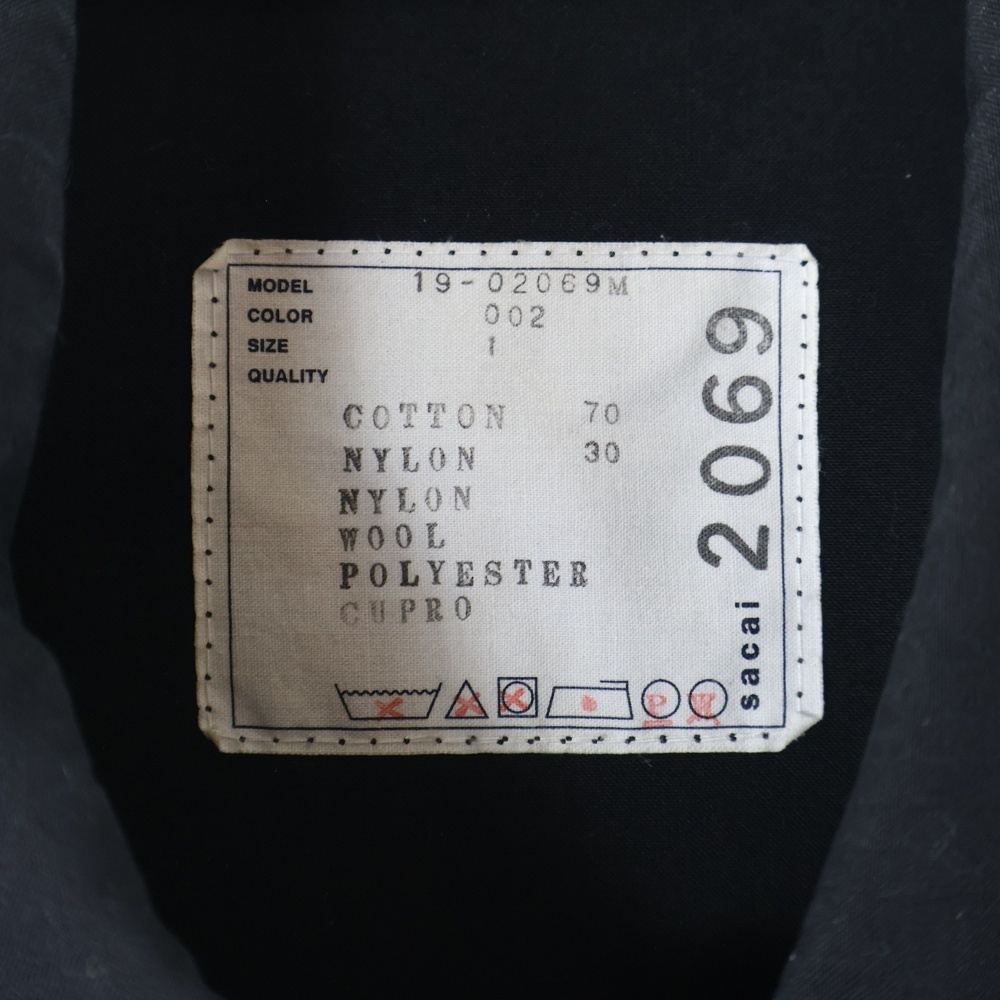 MODEL 19-02069M
COLOR 002
SIZE 1
QUALITY
COTTON 70
NYLON 30
NYLON
WOOL
POLYESTER
CUPRO
P W
sacai 2069